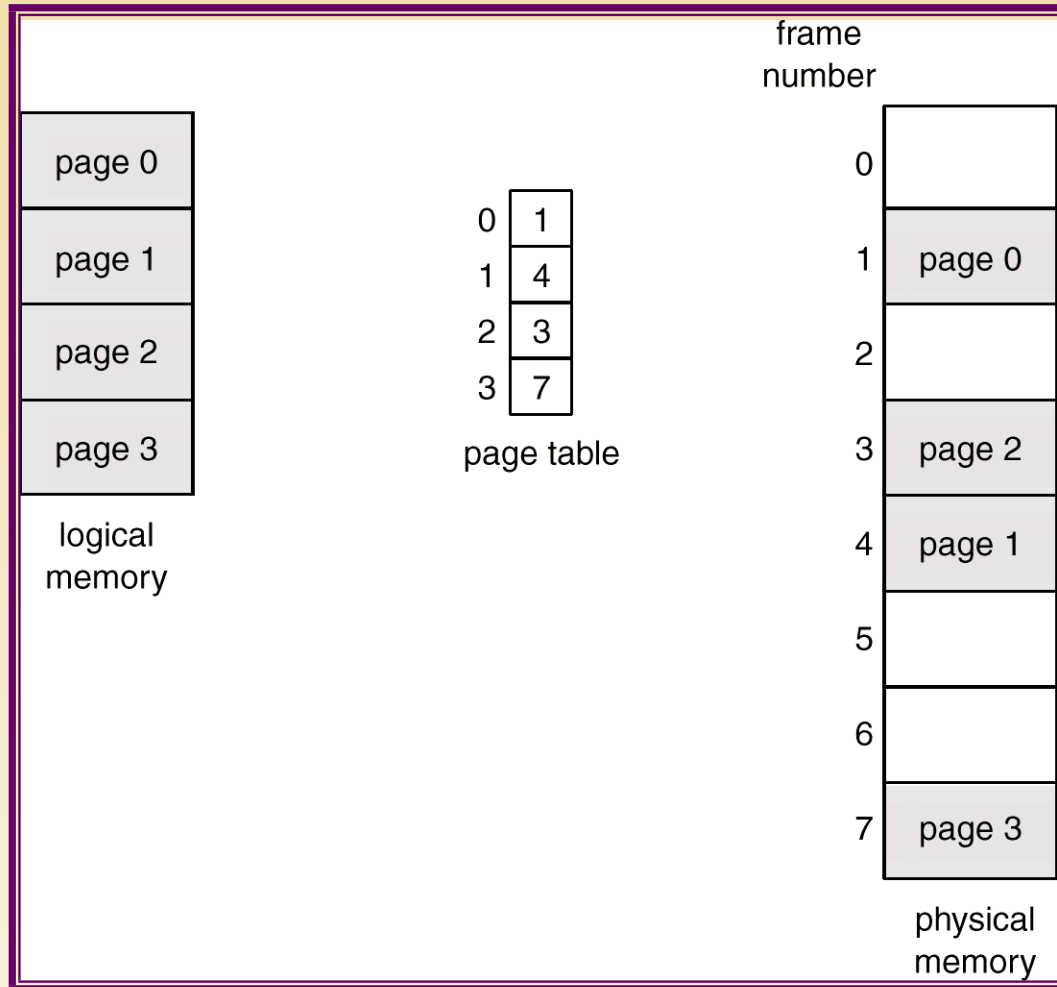 frame
number
page 0
page 1
page 2
page 3
logical
memory
0 1
1 4
2 3
3 7
page table
0
1 page 0
2
3 page 2
4 page 1
5
6
7 page 3
physical
memory